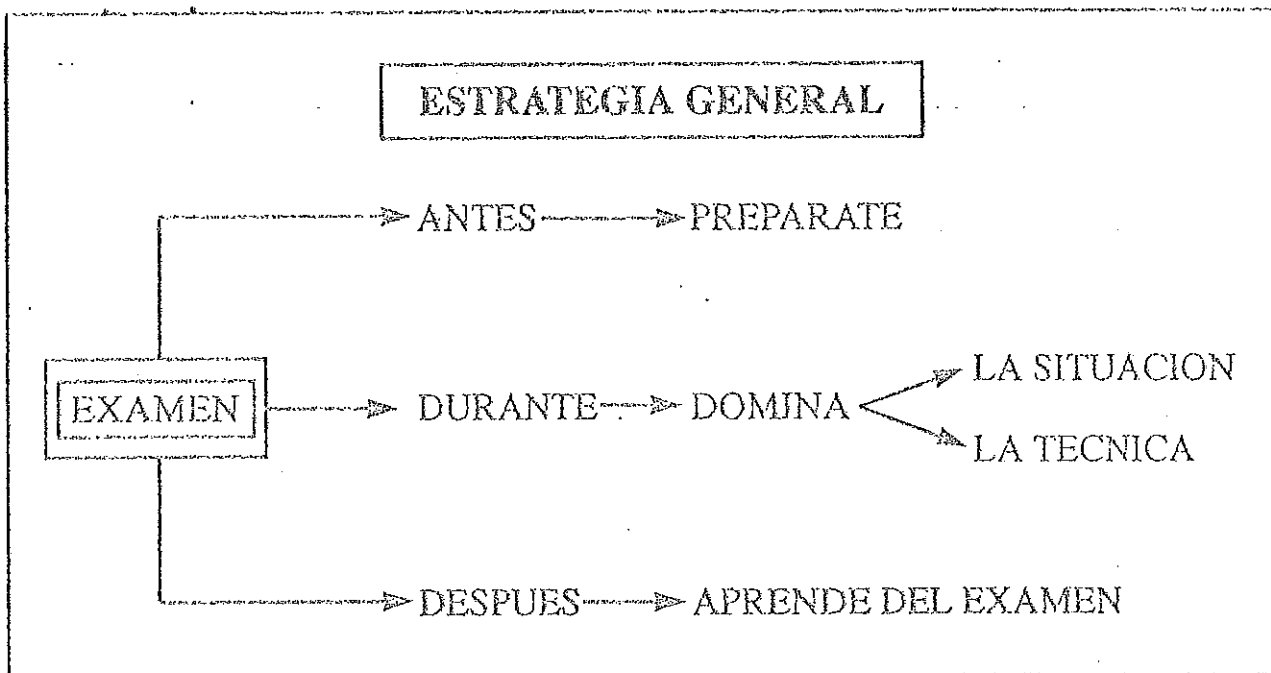 ESTRATEGIA GENERAL
ANTES PREPARATE
EXAMEN DURANTE DOMINA LA SITUACION
LA TECNICA
DESPUES APRENDE DEL EXAMEN